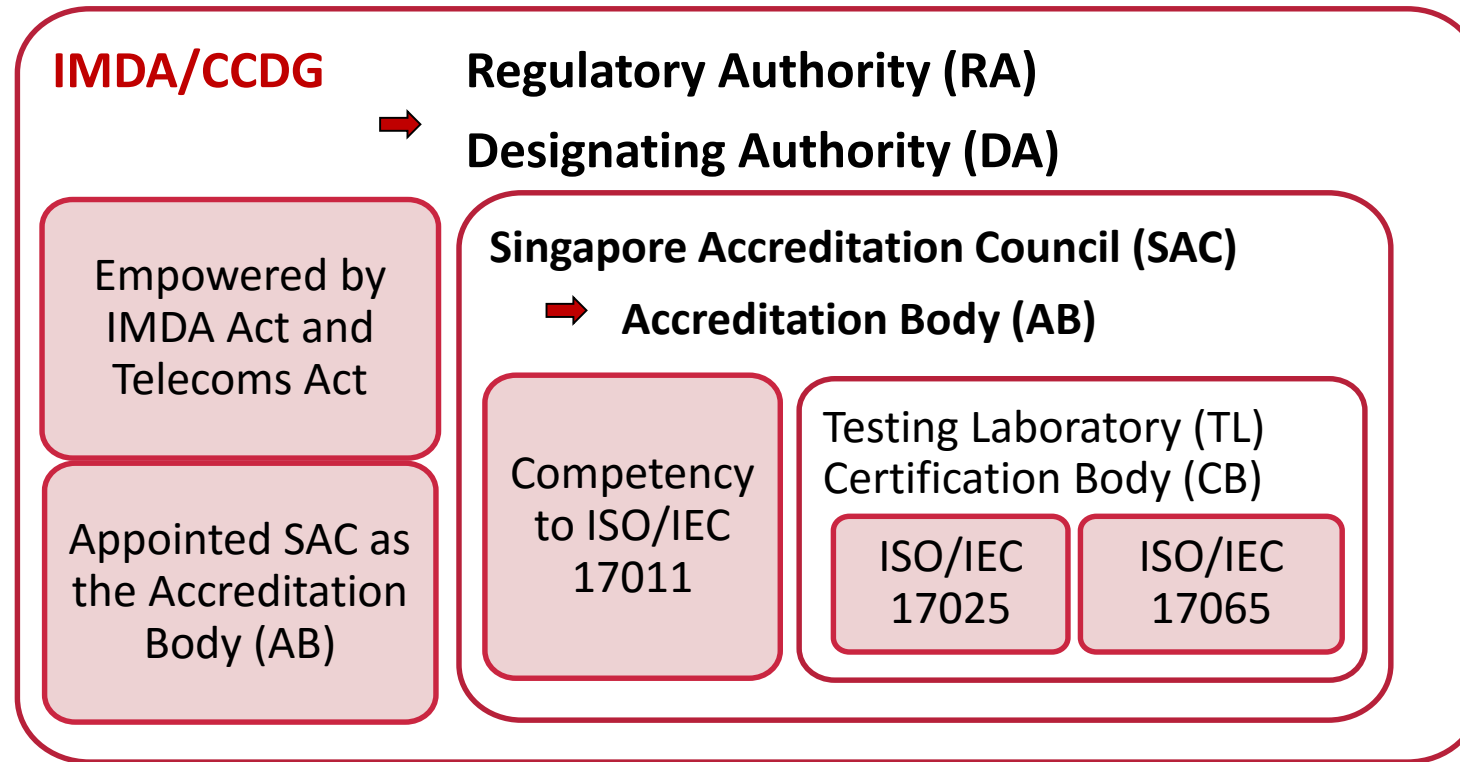 IMDA/CCDG
Regulatory Authority (RA)
Designating Authority (DA)
Empowered by
IMDA Act and
Telecoms Act
Appointed SAC as
the Accreditation
Body (AB)
Singapore Accreditation Council (SAC)
Accreditation Body (AB)
Competency
to ISO/IEC
17011
Testing Laboratory (TL)
Certification Body (CB)
ISO/IEC
17025
ISO/IEC
17065